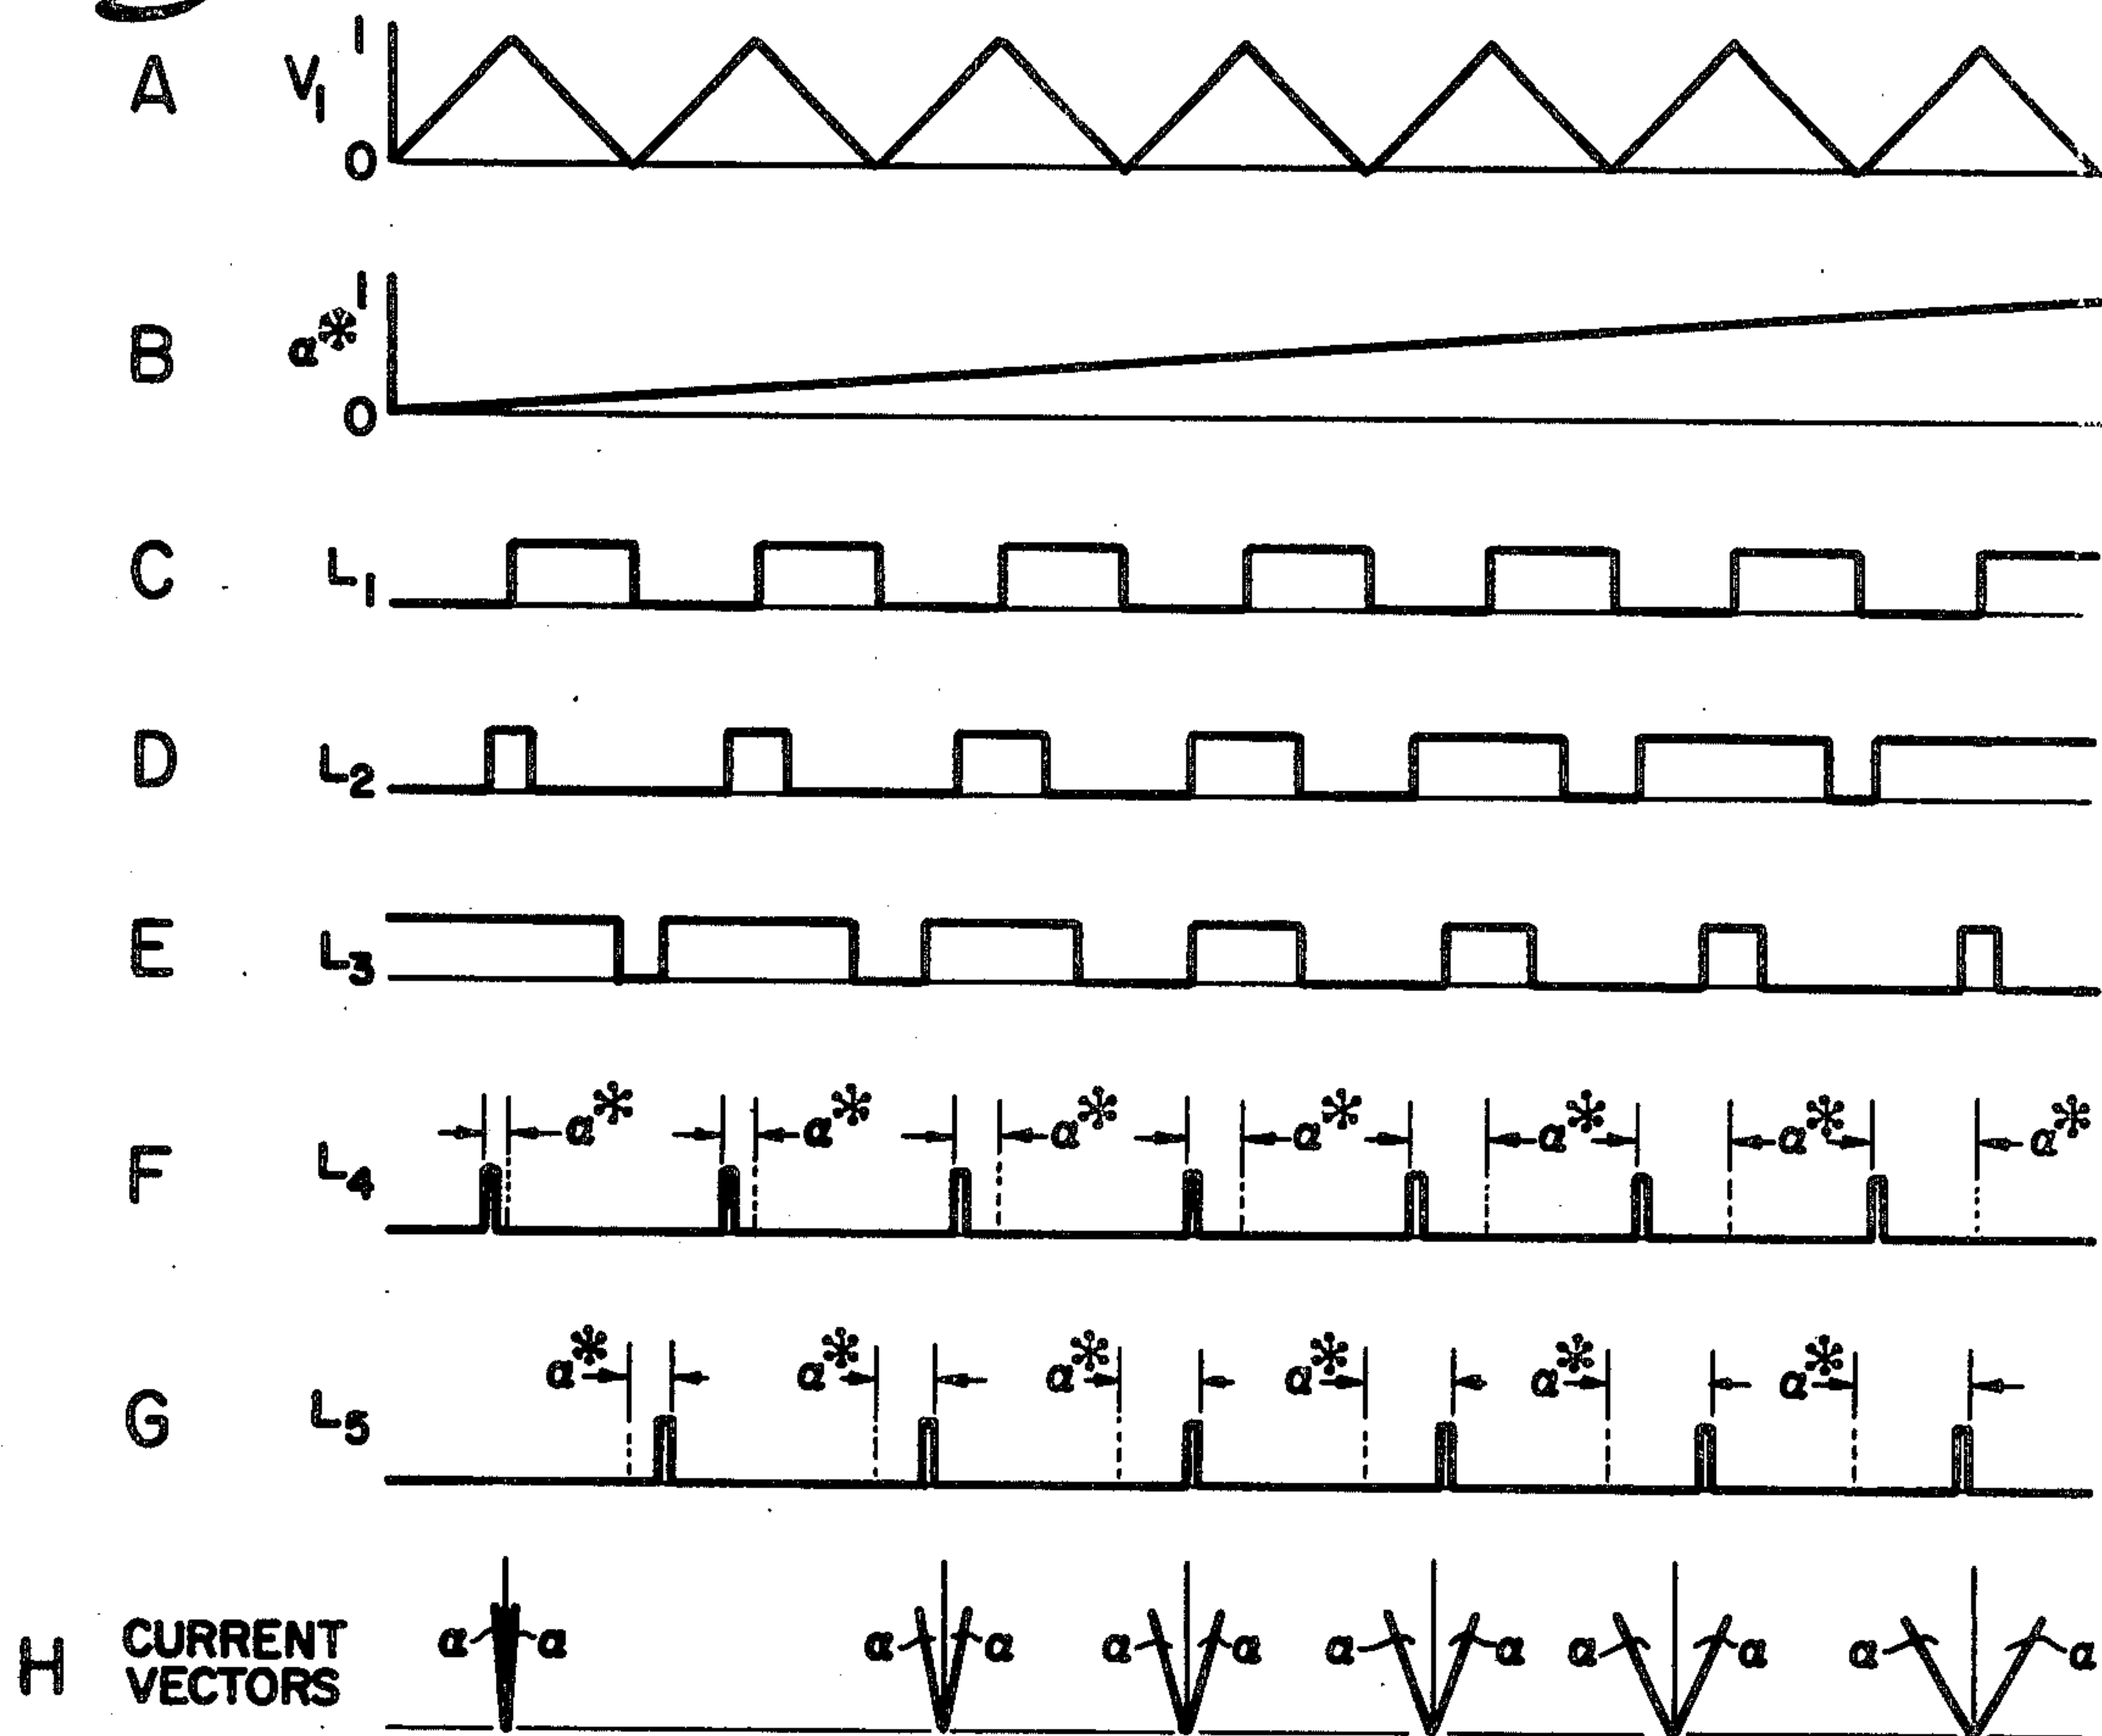 A V1 1
0
B α* 1
0
C L1
D L2
E L3
F L4 α* α* α* α* α* α* α*
G L5 α* α* α* α* α* α*
H CURRENT VECTORS α α α α α α α α α α α α